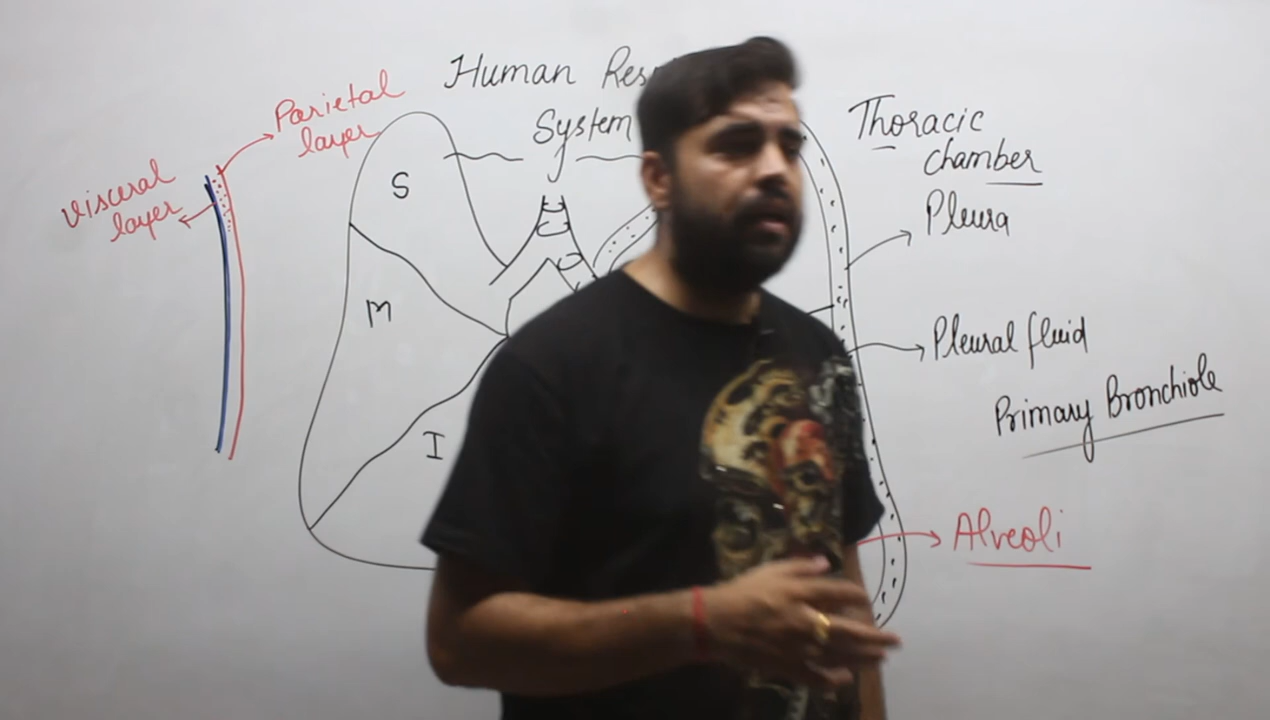 Human Res
System
Parietal
layer
visceral
layer
S
M
I
Thoracic
chamber
Pleura
Pleural fluid
Primary Bronchiole
Alveoli